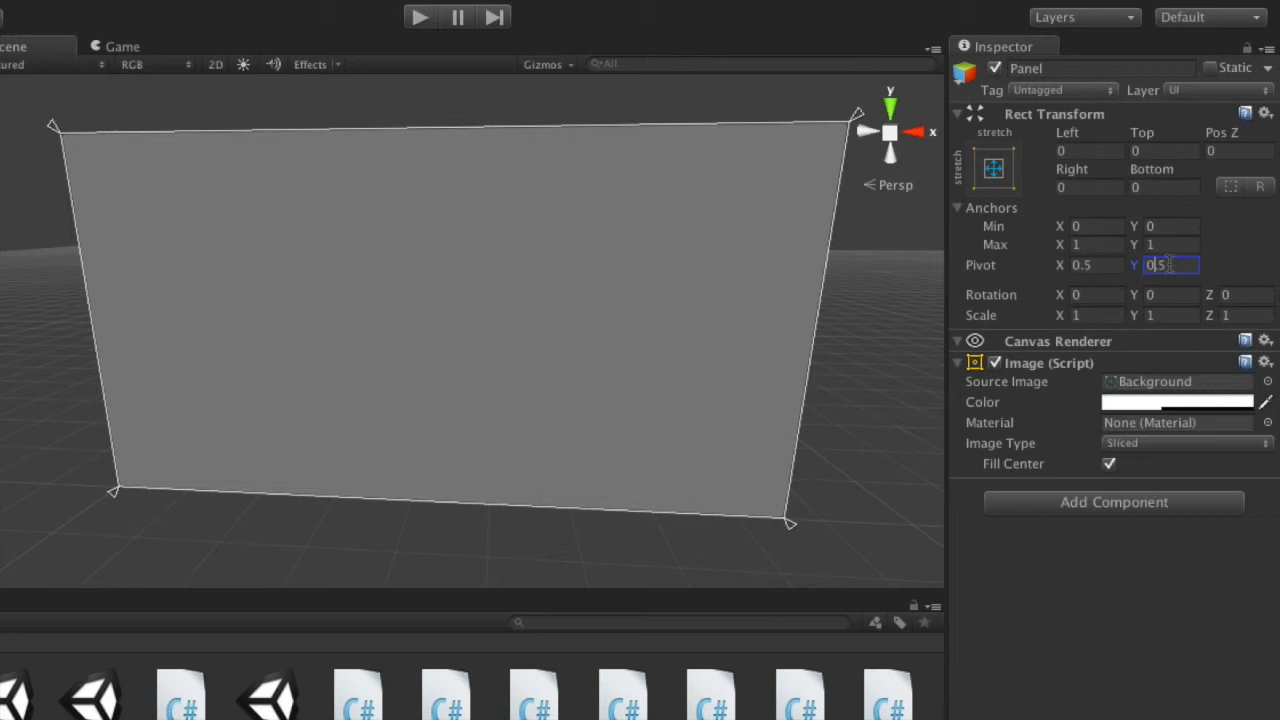 Layers
Default
cene
Game
Inspector
tured
RGB
2D
Effects
Gizmos
All
Panel
Static
Tag
Untagged
Layer
UI
Rect Transform
stretch
Left
Top
Pos Z
stretch
0
0
0
Right
Bottom
0
0
R
Anchors
Min
X
0
Y
0
Max
X
1
Y
1
Pivot
X
0.5
Y
0.5
Rotation
X
0
Y
0
Z
0
Scale
X
1
Y
1
Z
1
Canvas Renderer
Image (Script)
Source Image
Background
Color
Material
None (Material)
Image Type
Sliced
Fill Center
Add Component
y
x
Persp
C#
C#
C#
C#
C#
C#
C#
C#